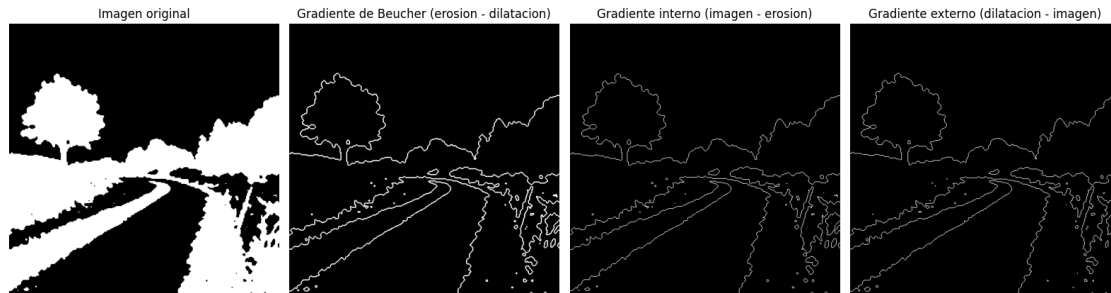 Imagen original
Gradiente de Beucher (erosion - dilatacion)
Gradiente interno (imagen - erosion)
Gradiente externo (dilatacion - imagen)